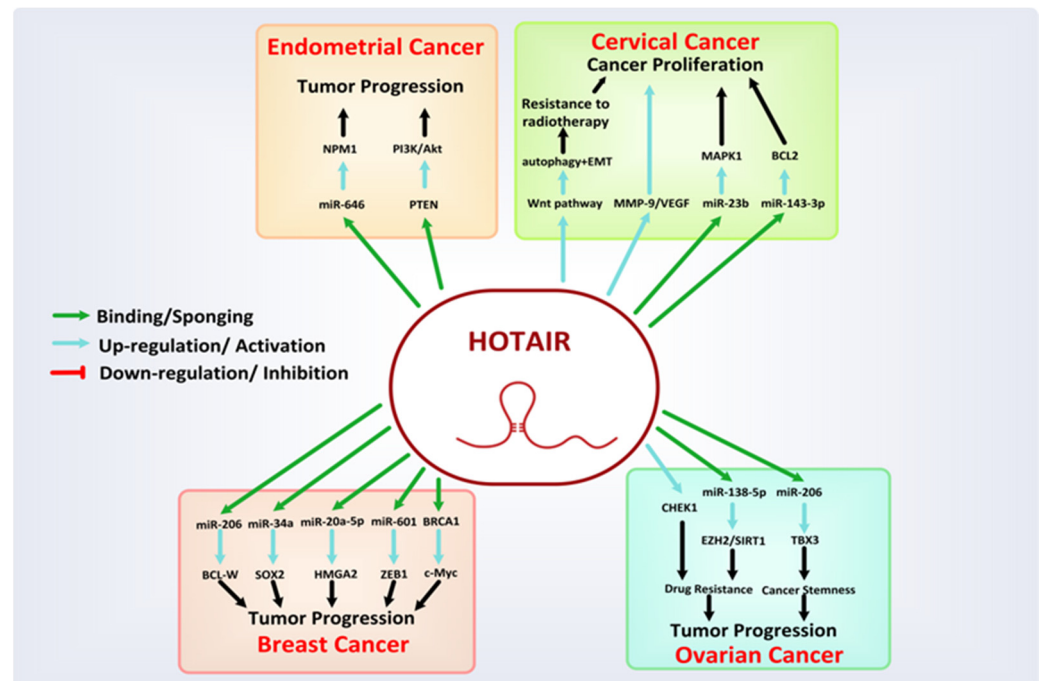 Endometrial Cancer
Tumor Progression
NPM1 PI3K/Akt
miR-646 PTEN
Cervical Cancer
Cancer Proliferation
Resistance to
radiotherapy
autophagy+EMT MAPK1 BCL2
Wnt pathway MMP-9/VEGF miR-23b miR-143-3p
Binding/Sponging
Up-regulation/ Activation
Down-regulation/ Inhibition
HOTAIR
miR-206 miR-34a miR-20a-5p miR-601 BRCA1
BCL-W SOX2 HMGA2 ZEB1 c-Myc
Tumor Progression
Breast Cancer
miR-138-5p miR-206
CHEK1
EZH2/SIRT1 TBX3
Drug Resistance Cancer Stemness
Tumor Progression
Ovarian Cancer